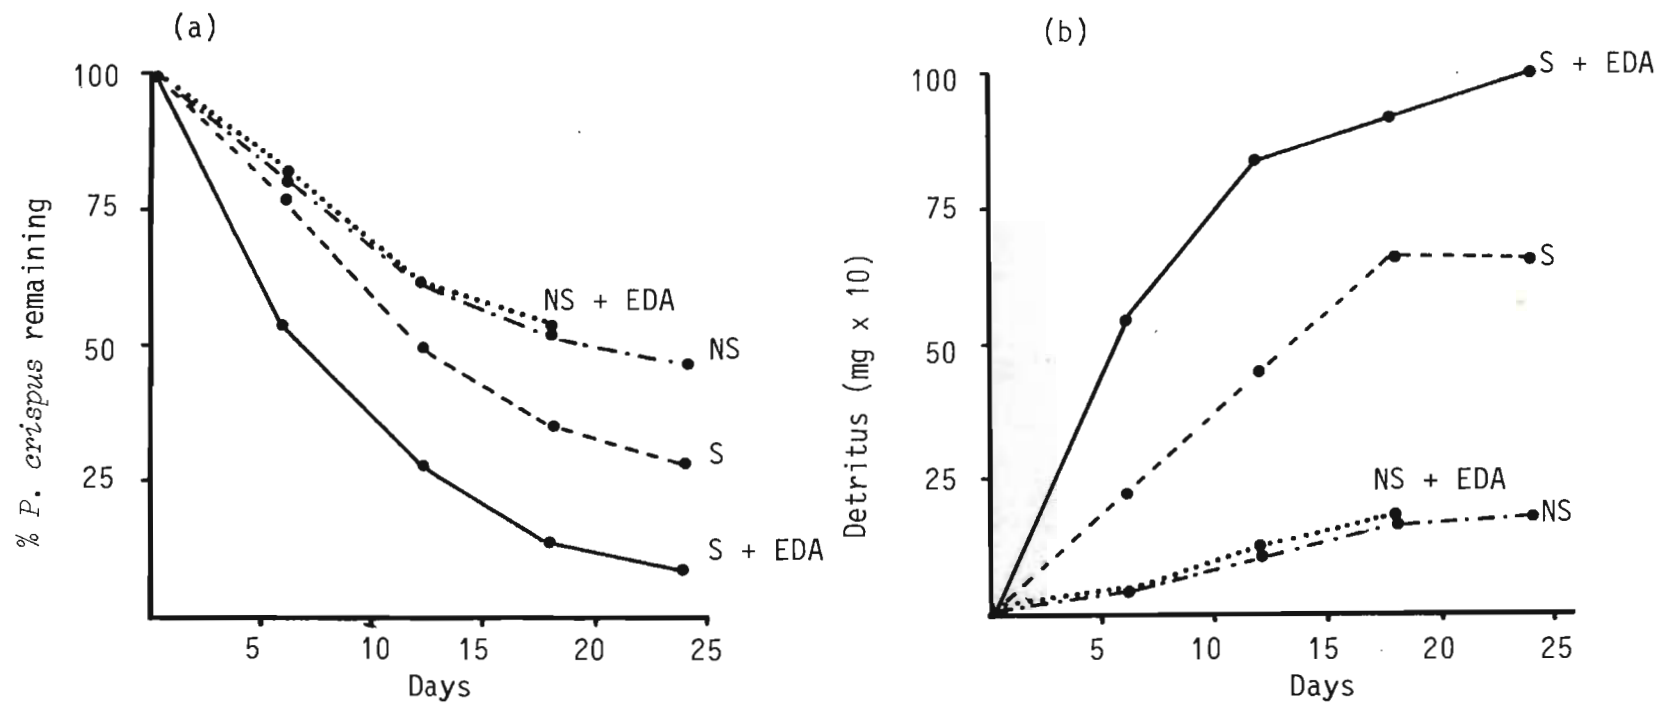 (a)
100
75
50
25
% P. crispus remaining
NS + EDA
NS
S
S + EDA
5 10 15 20 25
Days
(b)
100
75
50
25
Detritus (mg x 10)
S + EDA
S
NS + EDA
NS
5 10 15 20 25
Days